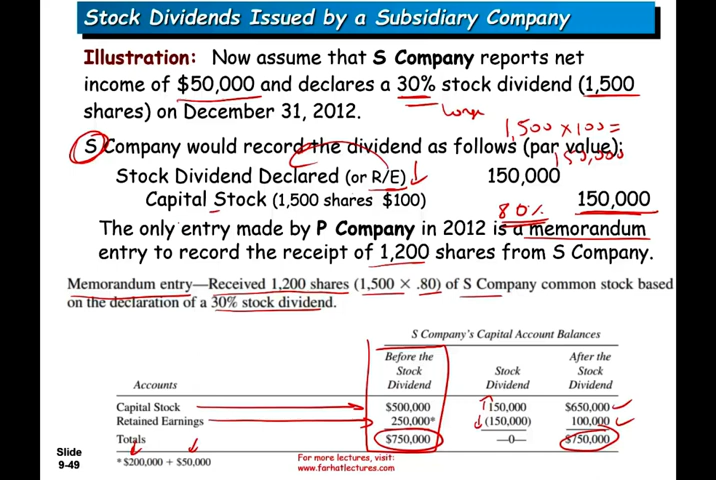 Stock Dividends Issued by a Subsidiary Company
Illustration: Now assume that S Company reports net
income of $50,000 and declares a 30% stock dividend (1,500
shares) on December 31, 2012.
large
1,500 x 100 =
150,000
S Company would record the dividend as follows (par value):
Stock Dividend Declared (or R/E) 150,000
Capital Stock (1,500 shares $100) 150,000
80%
The only entry made by P Company in 2012 is a memorandum
entry to record the receipt of 1,200 shares from S Company.
Memorandum entry—Received 1,200 shares (1,500 × .80) of S Company common stock based
on the declaration of a 30% stock dividend.
S Company's Capital Account Balances
Before the After the
Stock Stock Stock
Accounts Dividend Dividend Dividend
Capital Stock $500,000 150,000 $650,000
Retained Earnings 250,000* (150,000) 100,000
Totals $750,000 —0— $750,000
* $200,000 + $50,000
Slide
9-49
For more lectures, visit:
www.farhatlectures.com